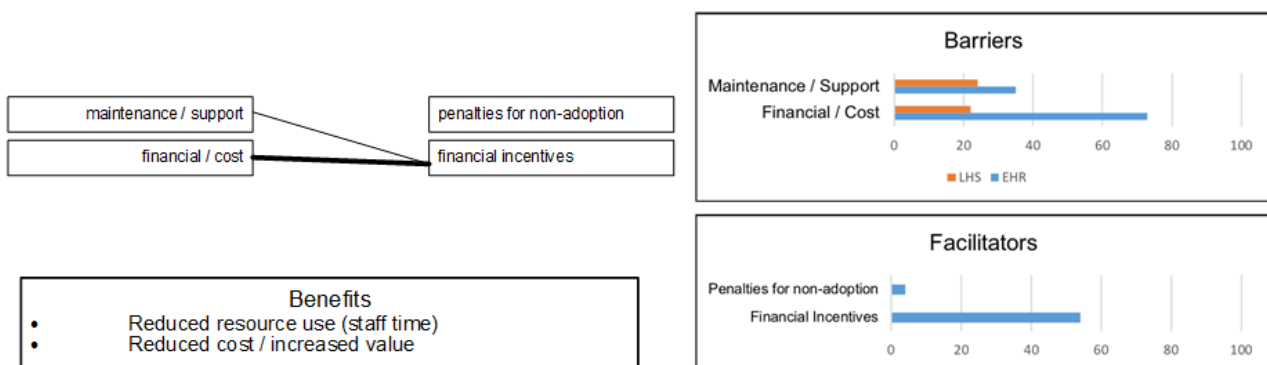 maintenance / support
penalties for non-adoption
financial / cost
financial incentives
Benefits
• Reduced resource use (staff time)
• Reduced cost / increased value
Barriers
Maintenance / Support
Financial / Cost
0 20 40 60 80 100
LHS EHR
Facilitators
Penalties for non-adoption
Financial Incentives
0 20 40 60 80 100